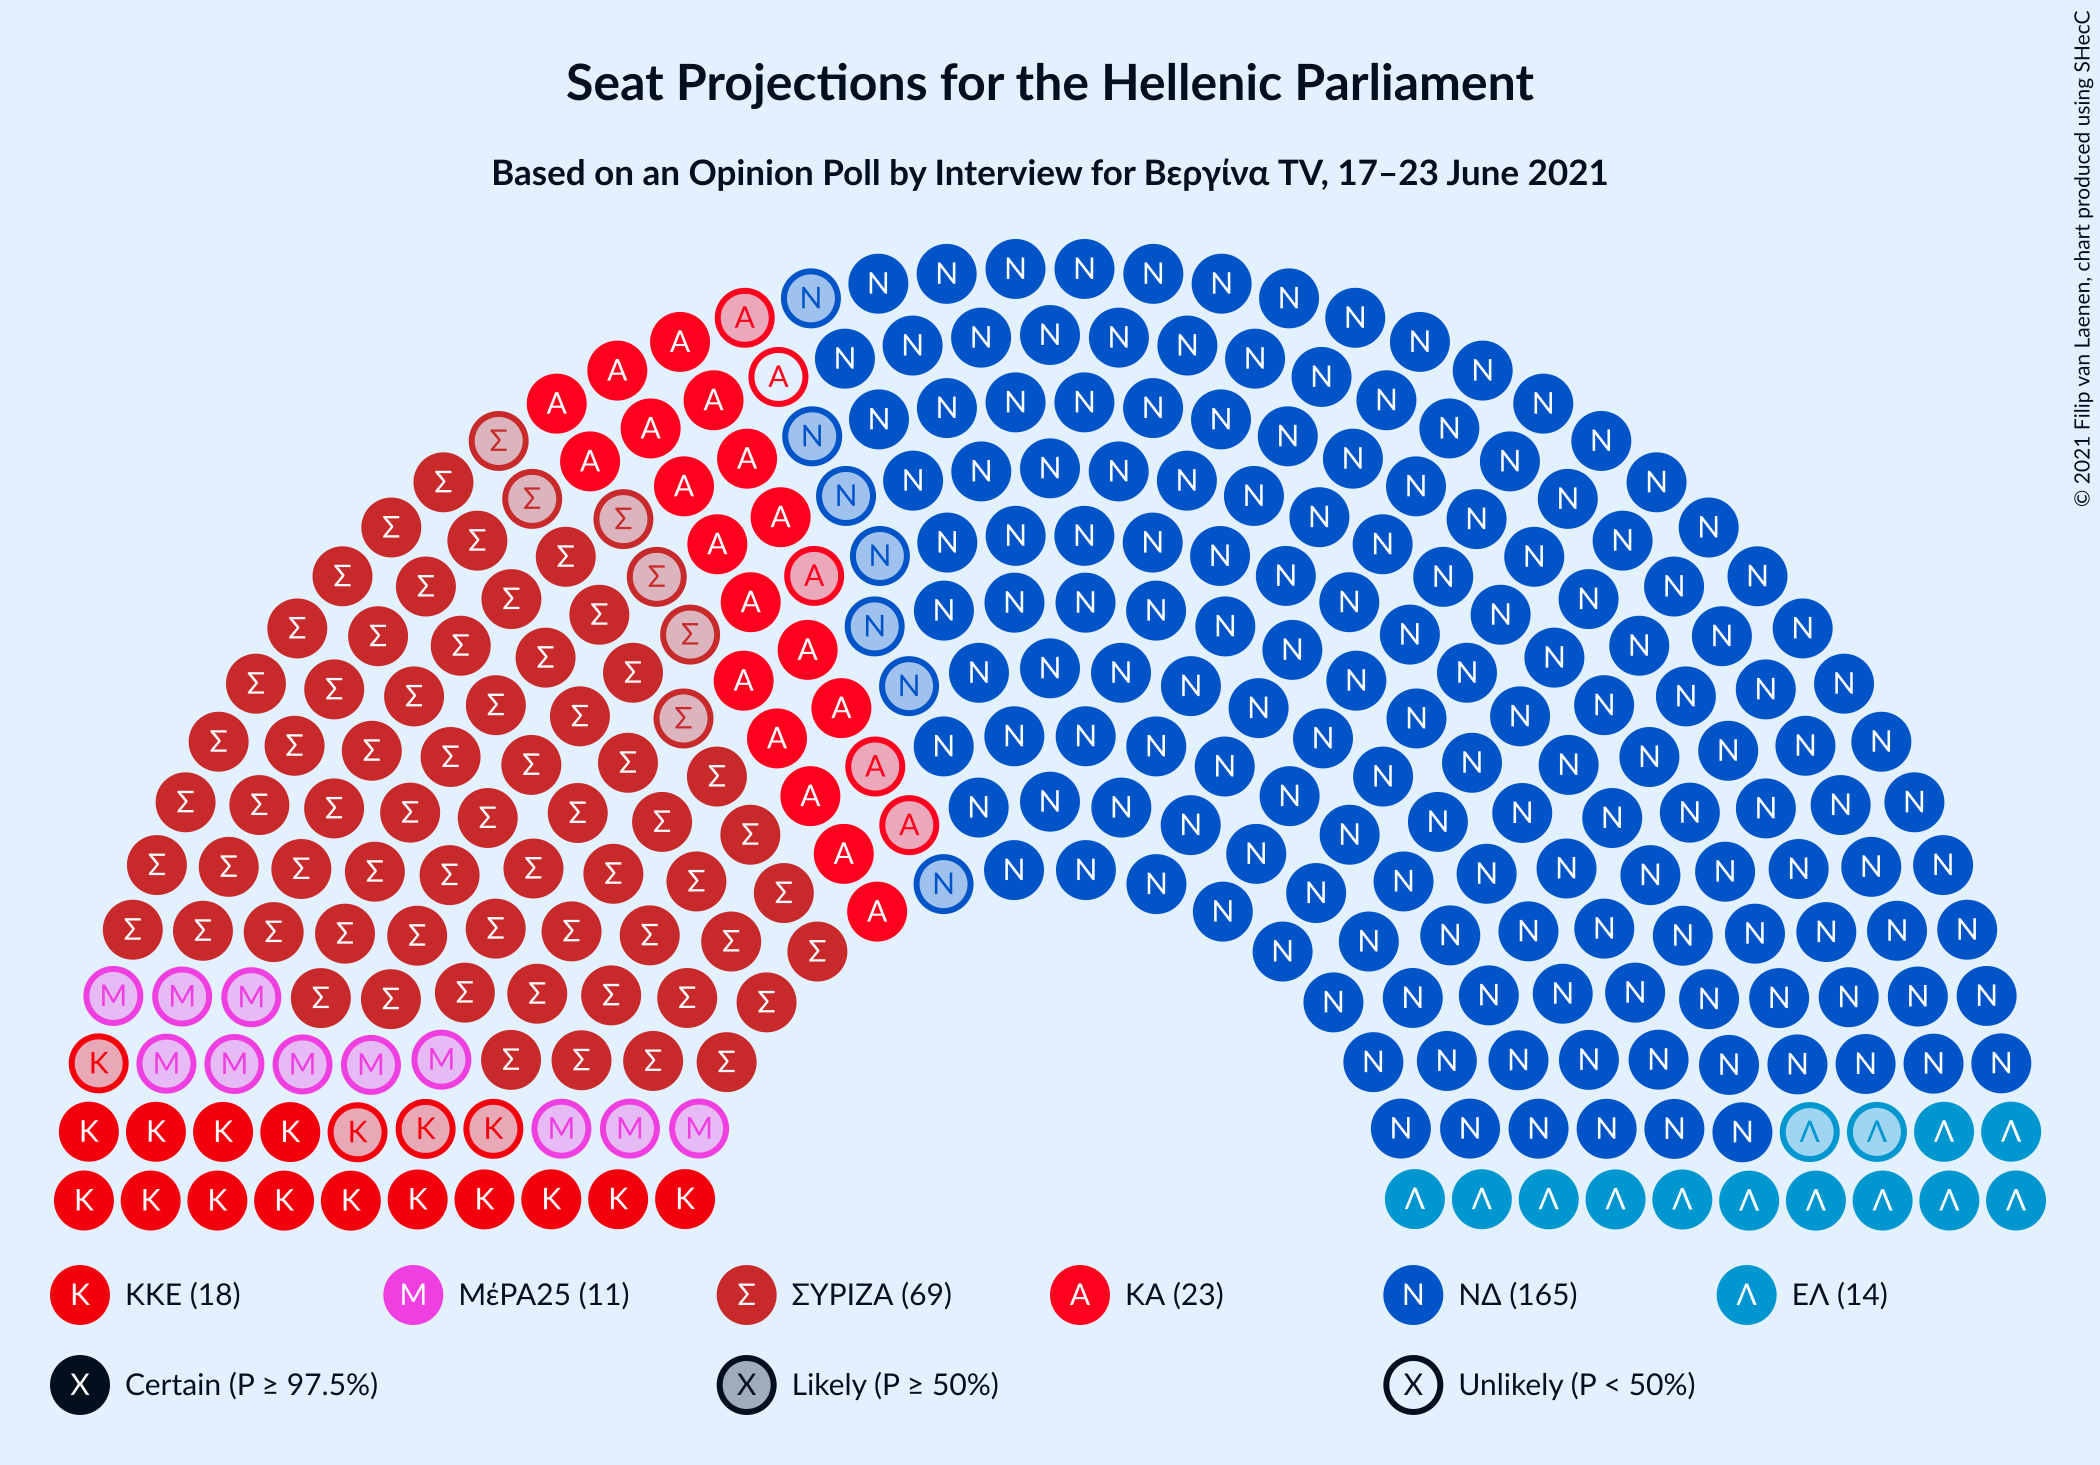 Seat Projections for the Hellenic Parliament
Based on an Opinion Poll by Interview for Βεργίνα TV, 17–23 June 2021
© 2021 Filip van Laenen, chart produced using SHecC
Κ ΚΚΕ (18) Μ ΜέΡΑ25 (11) Σ ΣΥΡΙΖΑ (69) Α ΚΑ (23) Ν ΝΔ (165) Λ ΕΛ (14)
X Certain (P ≥ 97.5%) X Likely (P ≥ 50%) X Unlikely (P < 50%)